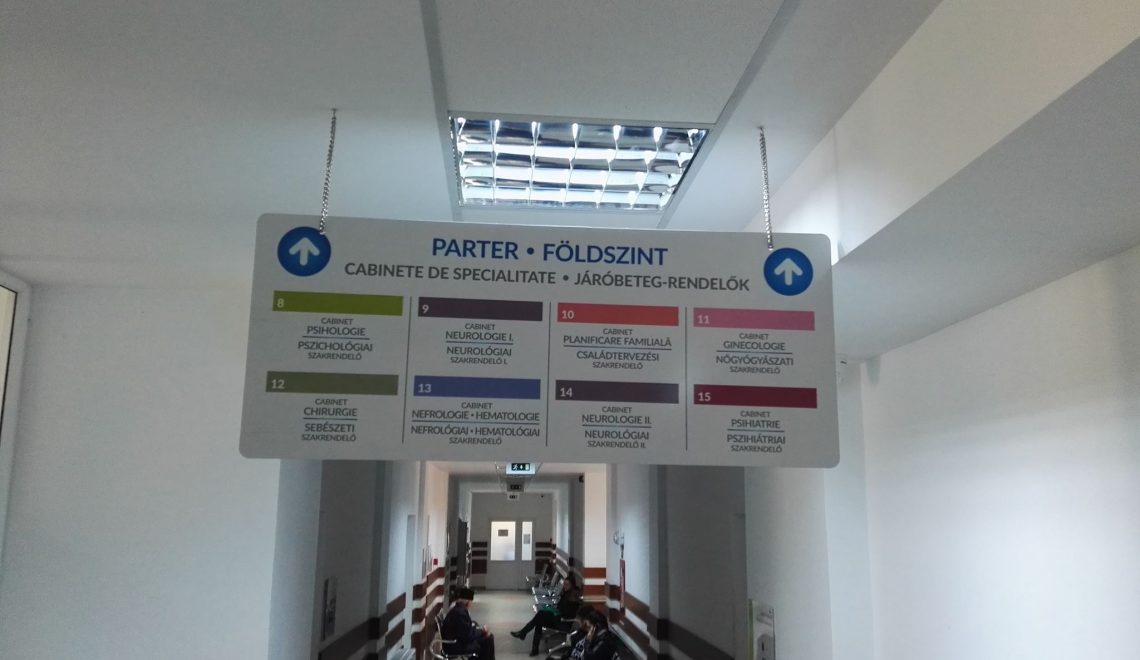 PARTER • FÖLDSZINT
CABINETE DE SPECIALITATE • JÁRÓBETEG-RENDELŐK
8
CABINET
PSIHOLOGIE
PSZICHOLÓGIAI
SZAKRENDELŐ
9
CABINET
NEUROLOGIE I.
NEUROLÓGIAI
SZAKRENDELŐ I.
10
CABINET
PLANIFICARE FAMILIALĂ
CSALÁDTERVEZÉSI
SZAKRENDELŐ
11
CABINET
GINECOLOGIE
NŐGYÓGYÁSZATI
SZAKRENDELŐ
12
CABINET
CHIRURGIE
SEBÉSZETI
SZAKRENDELŐ
13
CABINET
NEFROLOGIE • HEMATOLOGIE
NEFROLÓGIAI • HEMATOLÓGIAI
SZAKRENDELŐ
14
CABINET
NEUROLOGIE II.
NEUROLÓGIAI
SZAKRENDELŐ II.
15
CABINET
PSIHIATRIE
PSZIHIÁTRIAI
SZAKRENDELŐ